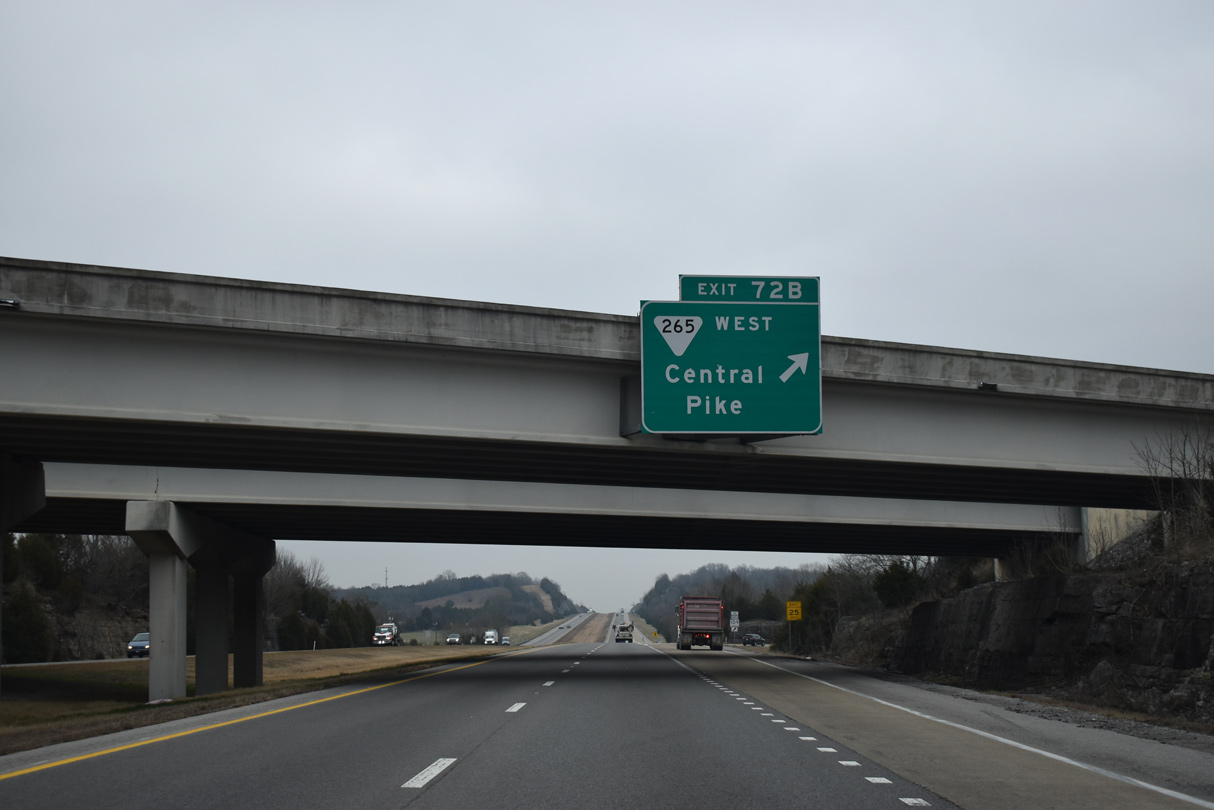 EXIT 72B
265 WEST
Central
Pike
25